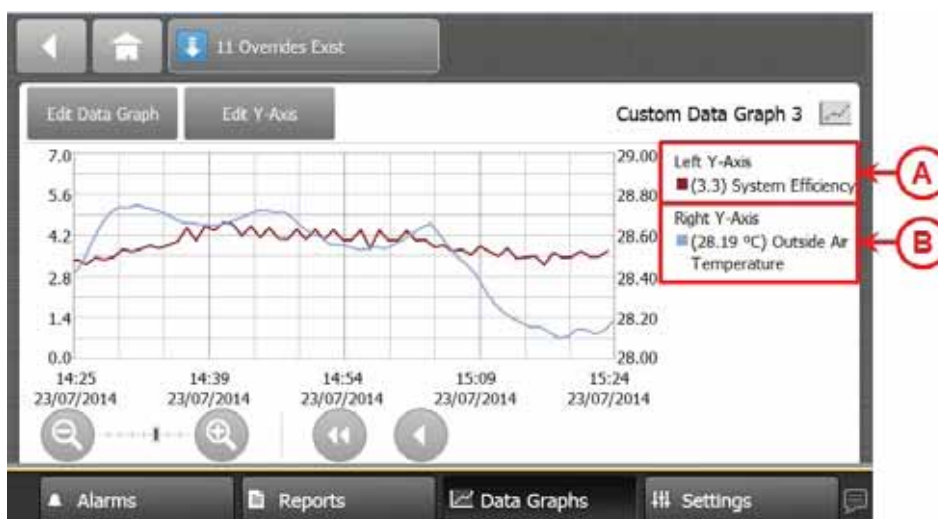 11 Overrides Exist
Edit Data Graph
Edit Y-Axis
Custom Data Graph 3
7.0
5.6
4.2
2.8
1.4
0.0
29.00
28.80
28.60
28.40
28.20
28.00
Left Y-Axis
(3.3) System Efficiency
A
Right Y-Axis
(28.19 ºC) Outside Air
Temperature
B
14:25
23/07/2014
14:39
23/07/2014
14:54
23/07/2014
15:09
23/07/2014
15:24
23/07/2014
Alarms
Reports
Data Graphs
Settings